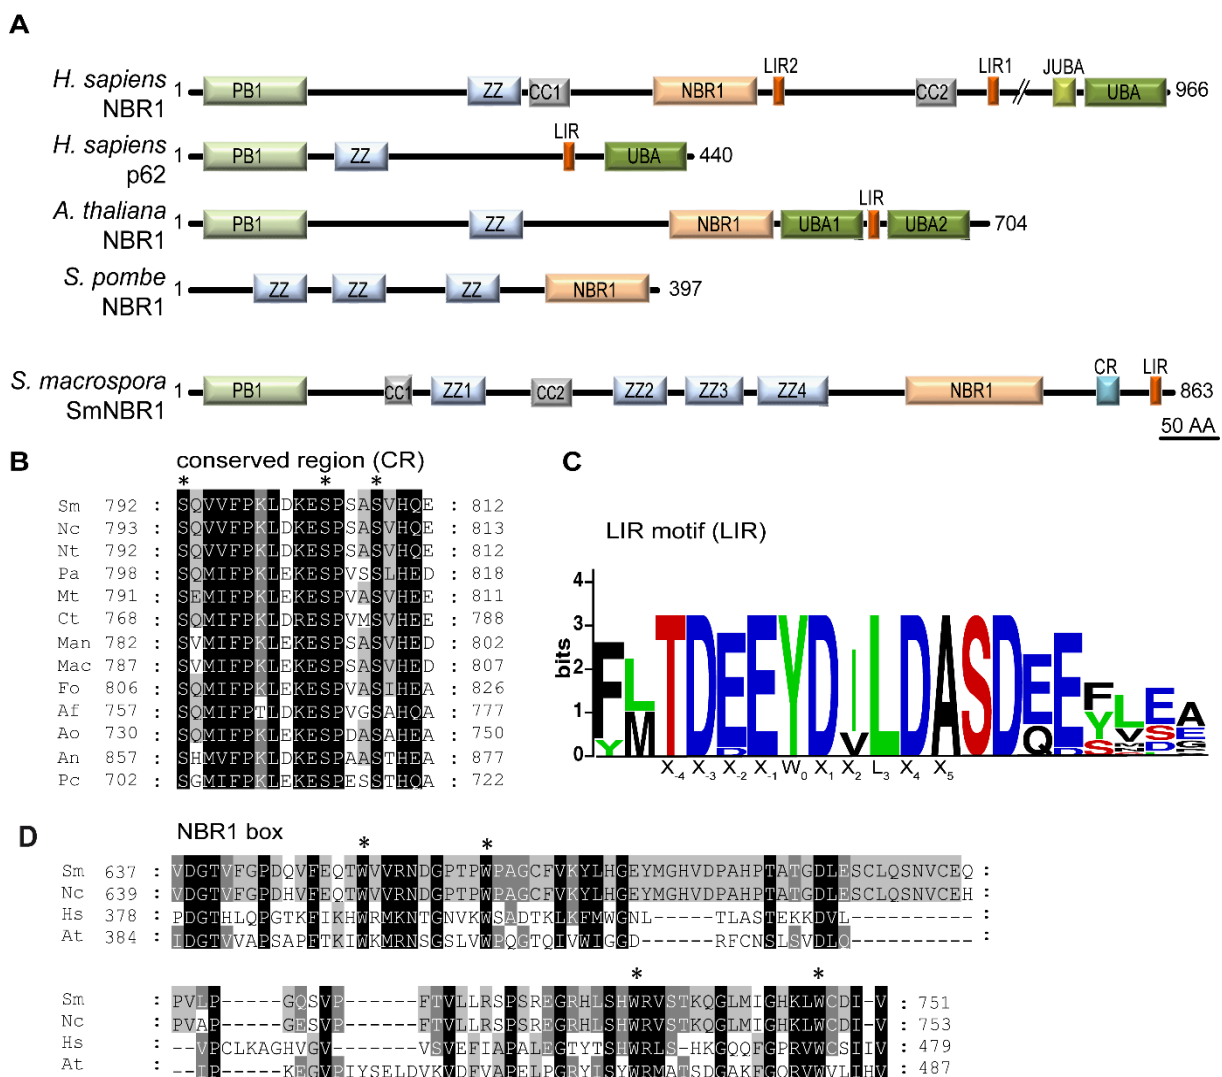 A
H. sapiens NBR1 1 PB1 ZZ CC1 NBR1 LIR2 CC2 LIR1 // JUBA UBA 966
H. sapiens p62 1 PB1 ZZ LIR UBA 440
A. thaliana NBR1 1 PB1 ZZ NBR1 UBA1 LIR UBA2 704
S. pombe NBR1 1 ZZ ZZ ZZ NBR1 397
S. macrospora SmNBR1 1 PB1 CC1 ZZ1 CC2 ZZ2 ZZ3 ZZ4 NBR1 CR LIR 863
50 AA
B
conserved region (CR)
* * *
Sm 792 : SQVVFPKLDKESPSASVHQE : 812
Nc 793 : SQVVFPKLDKESPSASVHQE : 813
Nt 792 : SQVVFPKLDKESPSASVHQE : 812
Pa 798 : SQMIFPKLEKESPVSSLHED : 818
Mt 791 : SEMIFPKLEKESPVASVHEE : 811
Ct 768 : SQMIFPKLDRESPVMSVHEE : 788
Man 782 : SVMIFPKLEKESPVASVHED : 802
Mac 787 : SVMIFPKLEKESPVASVHED : 807
Fo 806 : SQMIFPKLEKESPVASIHEA : 826
Af 757 : SQMIFPTLDKESPVGSAHQA : 777
Ao 730 : SQMIFPKLDKESPVASAHEA : 750
An 857 : SHMVFPKLDKESPAASTHEA : 877
Pc 702 : SGMIFPKLEKESPESSTHQA : 722
C
LIR motif (LIR)
bits
4
3
2
1
0
X-4 X-3 X-2 X-1 W0 X1 X2 L3 X4 X5
D
NBR1 box
* *
Sm 637 : VDGTVFGPDQVFEQTWVVRNDGPTPWPAGCFVKYLHGEYMGHVDPAHPTATGDLESCLQSNVCEQ :
Nc 639 : VDGTVFGPDHVFEQTWVVRNDGPTPWPAGCFVKYLHGEYMGHVDPAHPTATGDLESCLQSNVCEH :
Hs 378 : PDGTHLQPGTKFIKHWRMKNTGNVKWSADTKLKFMWGNL-----TLASTEKKDVL---------- :
At 384 : IDGTVVAPSAPFTKIWKMRNSGSLVWPQGTQIVWIGGD------RFCNSLSVDLQ---------- :
* *
Sm : PVLP-----GQSVP------FTVLLRSPSREGRHLSHWRVSTKQGLMIGHKLWCDI-V : 751
Nc : PVAP-----GESVP------FTVLLRSPSREGRHLSHWRVSTKQGLMIGHKLWCDI-V : 753
Hs : --VPCLKAGHVGV------VSVEFIAPALEGTYTSHWRLS-HKGQQFGPRVWCSIIV : 479
At : --IP-----KEGVPIYSELDVKVDFVAPELPGRYISYWRMATSDGAKFGQRVWVLIHV : 487